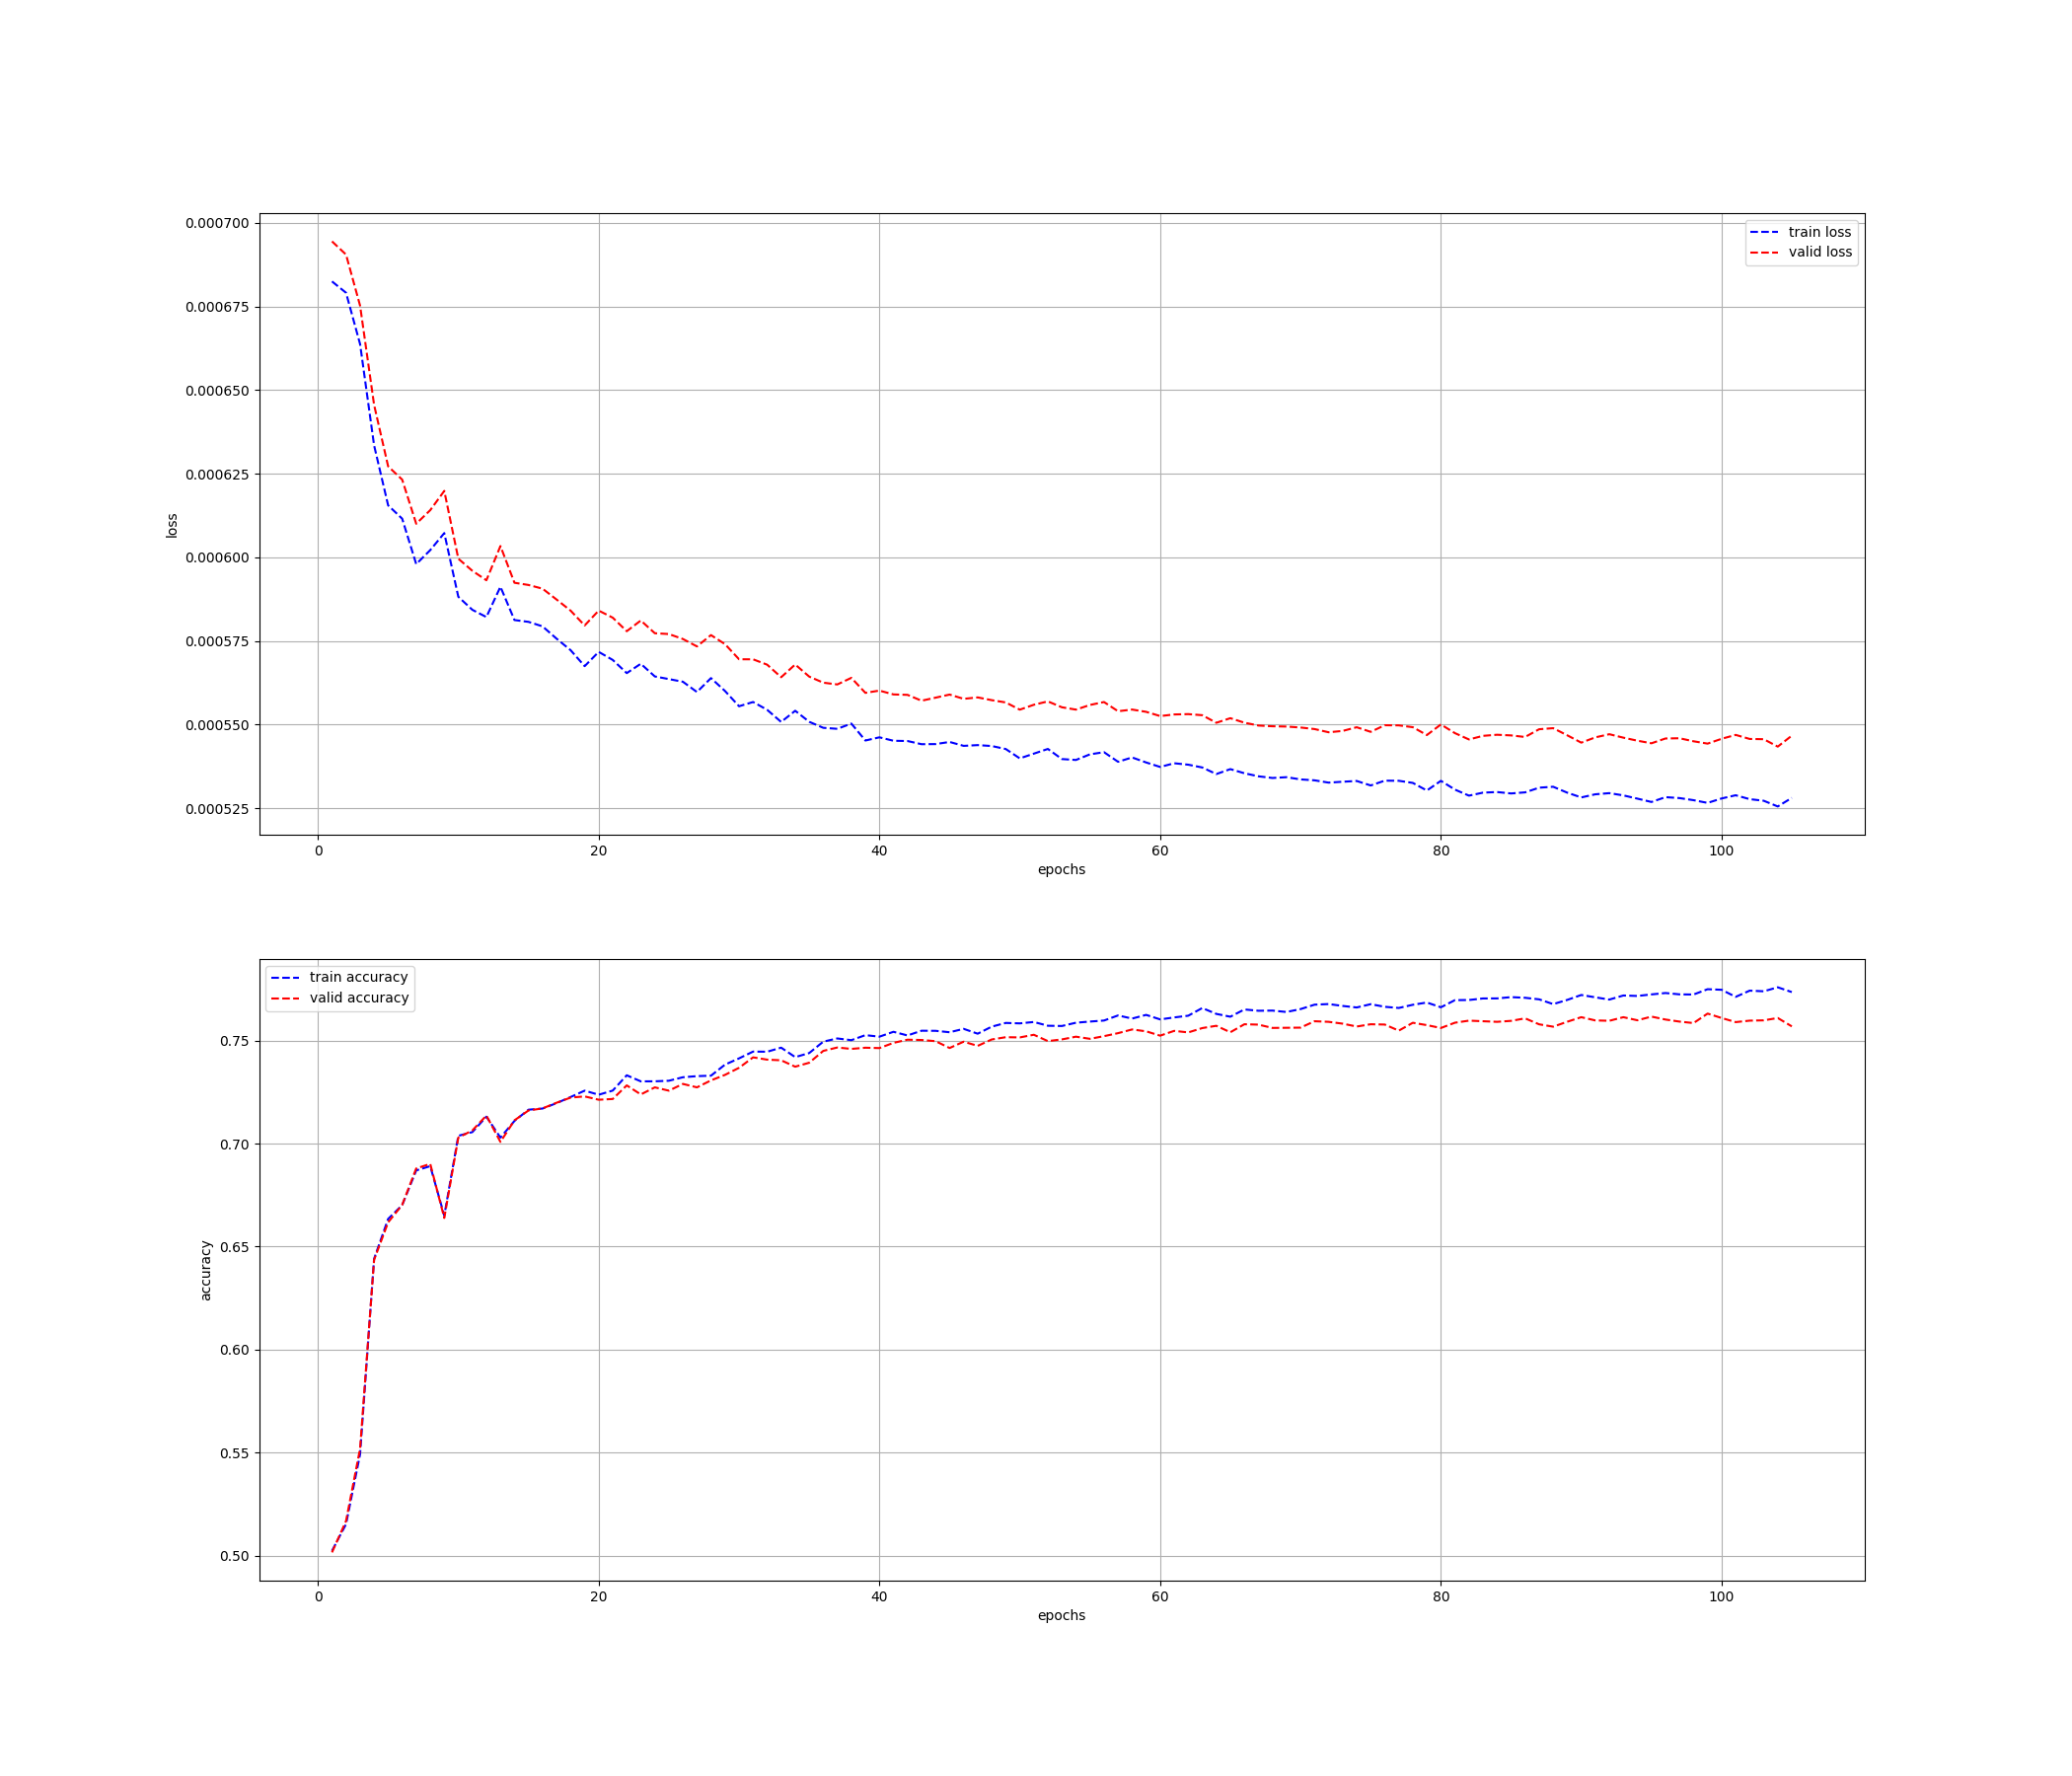 0.000700
0.000675
0.000650
0.000625
0.000600
0.000575
0.000550
0.000525
loss
train loss
valid loss
0 20 40 60 80 100
epochs
train accuracy
valid accuracy
0.75
0.70
0.65
0.60
0.55
0.50
accuracy
0 20 40 60 80 100
epochs